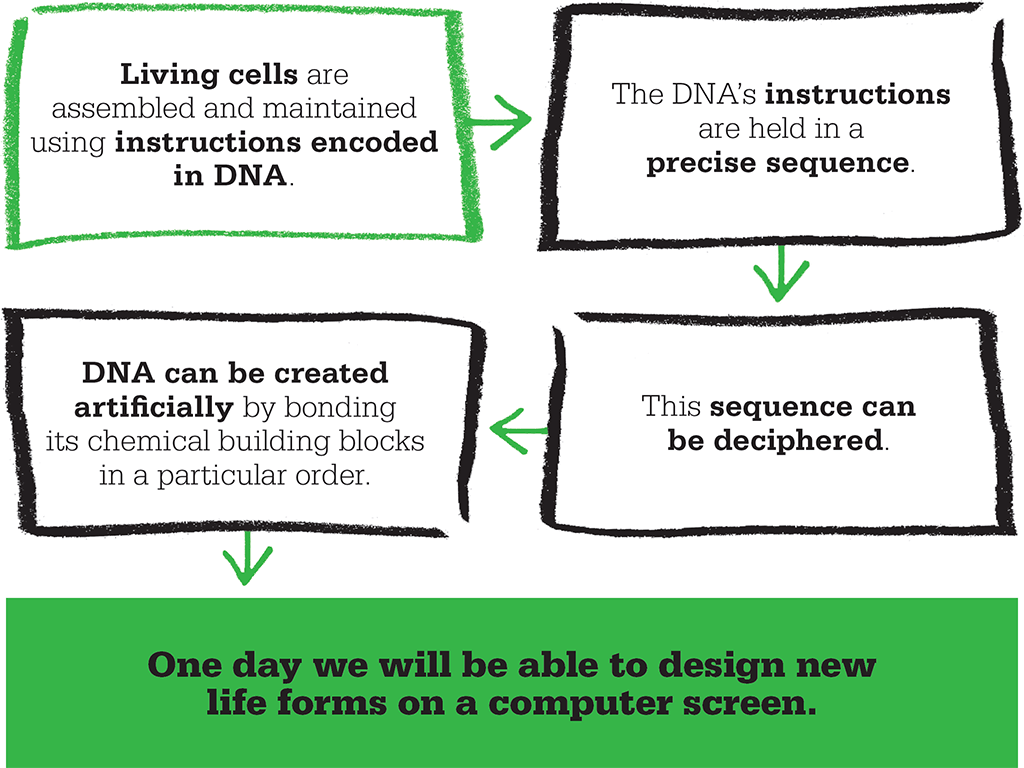 Living cells are
assembled and maintained
using instructions encoded
in DNA.
The DNA’s instructions
are held in a
precise sequence.
This sequence can
be deciphered.
DNA can be created
artificially by bonding
its chemical building blocks
in a particular order.
One day we will be able to design new
life forms on a computer screen.